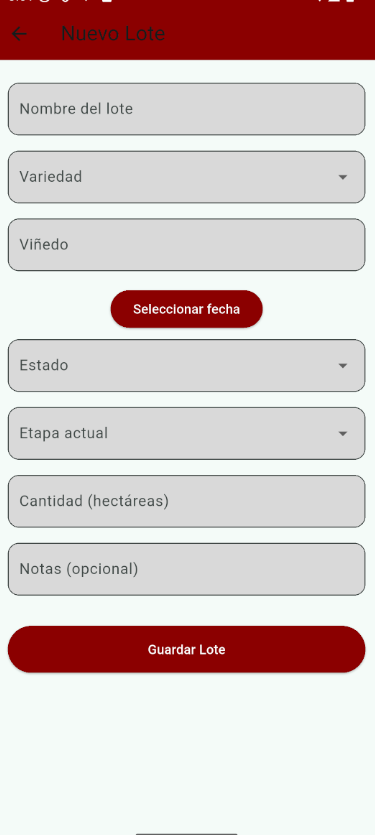 Nuevo Lote
Nombre del lote
Variedad
Viñedo
Seleccionar fecha
Estado
Etapa actual
Cantidad (hectáreas)
Notas (opcional)
Guardar Lote